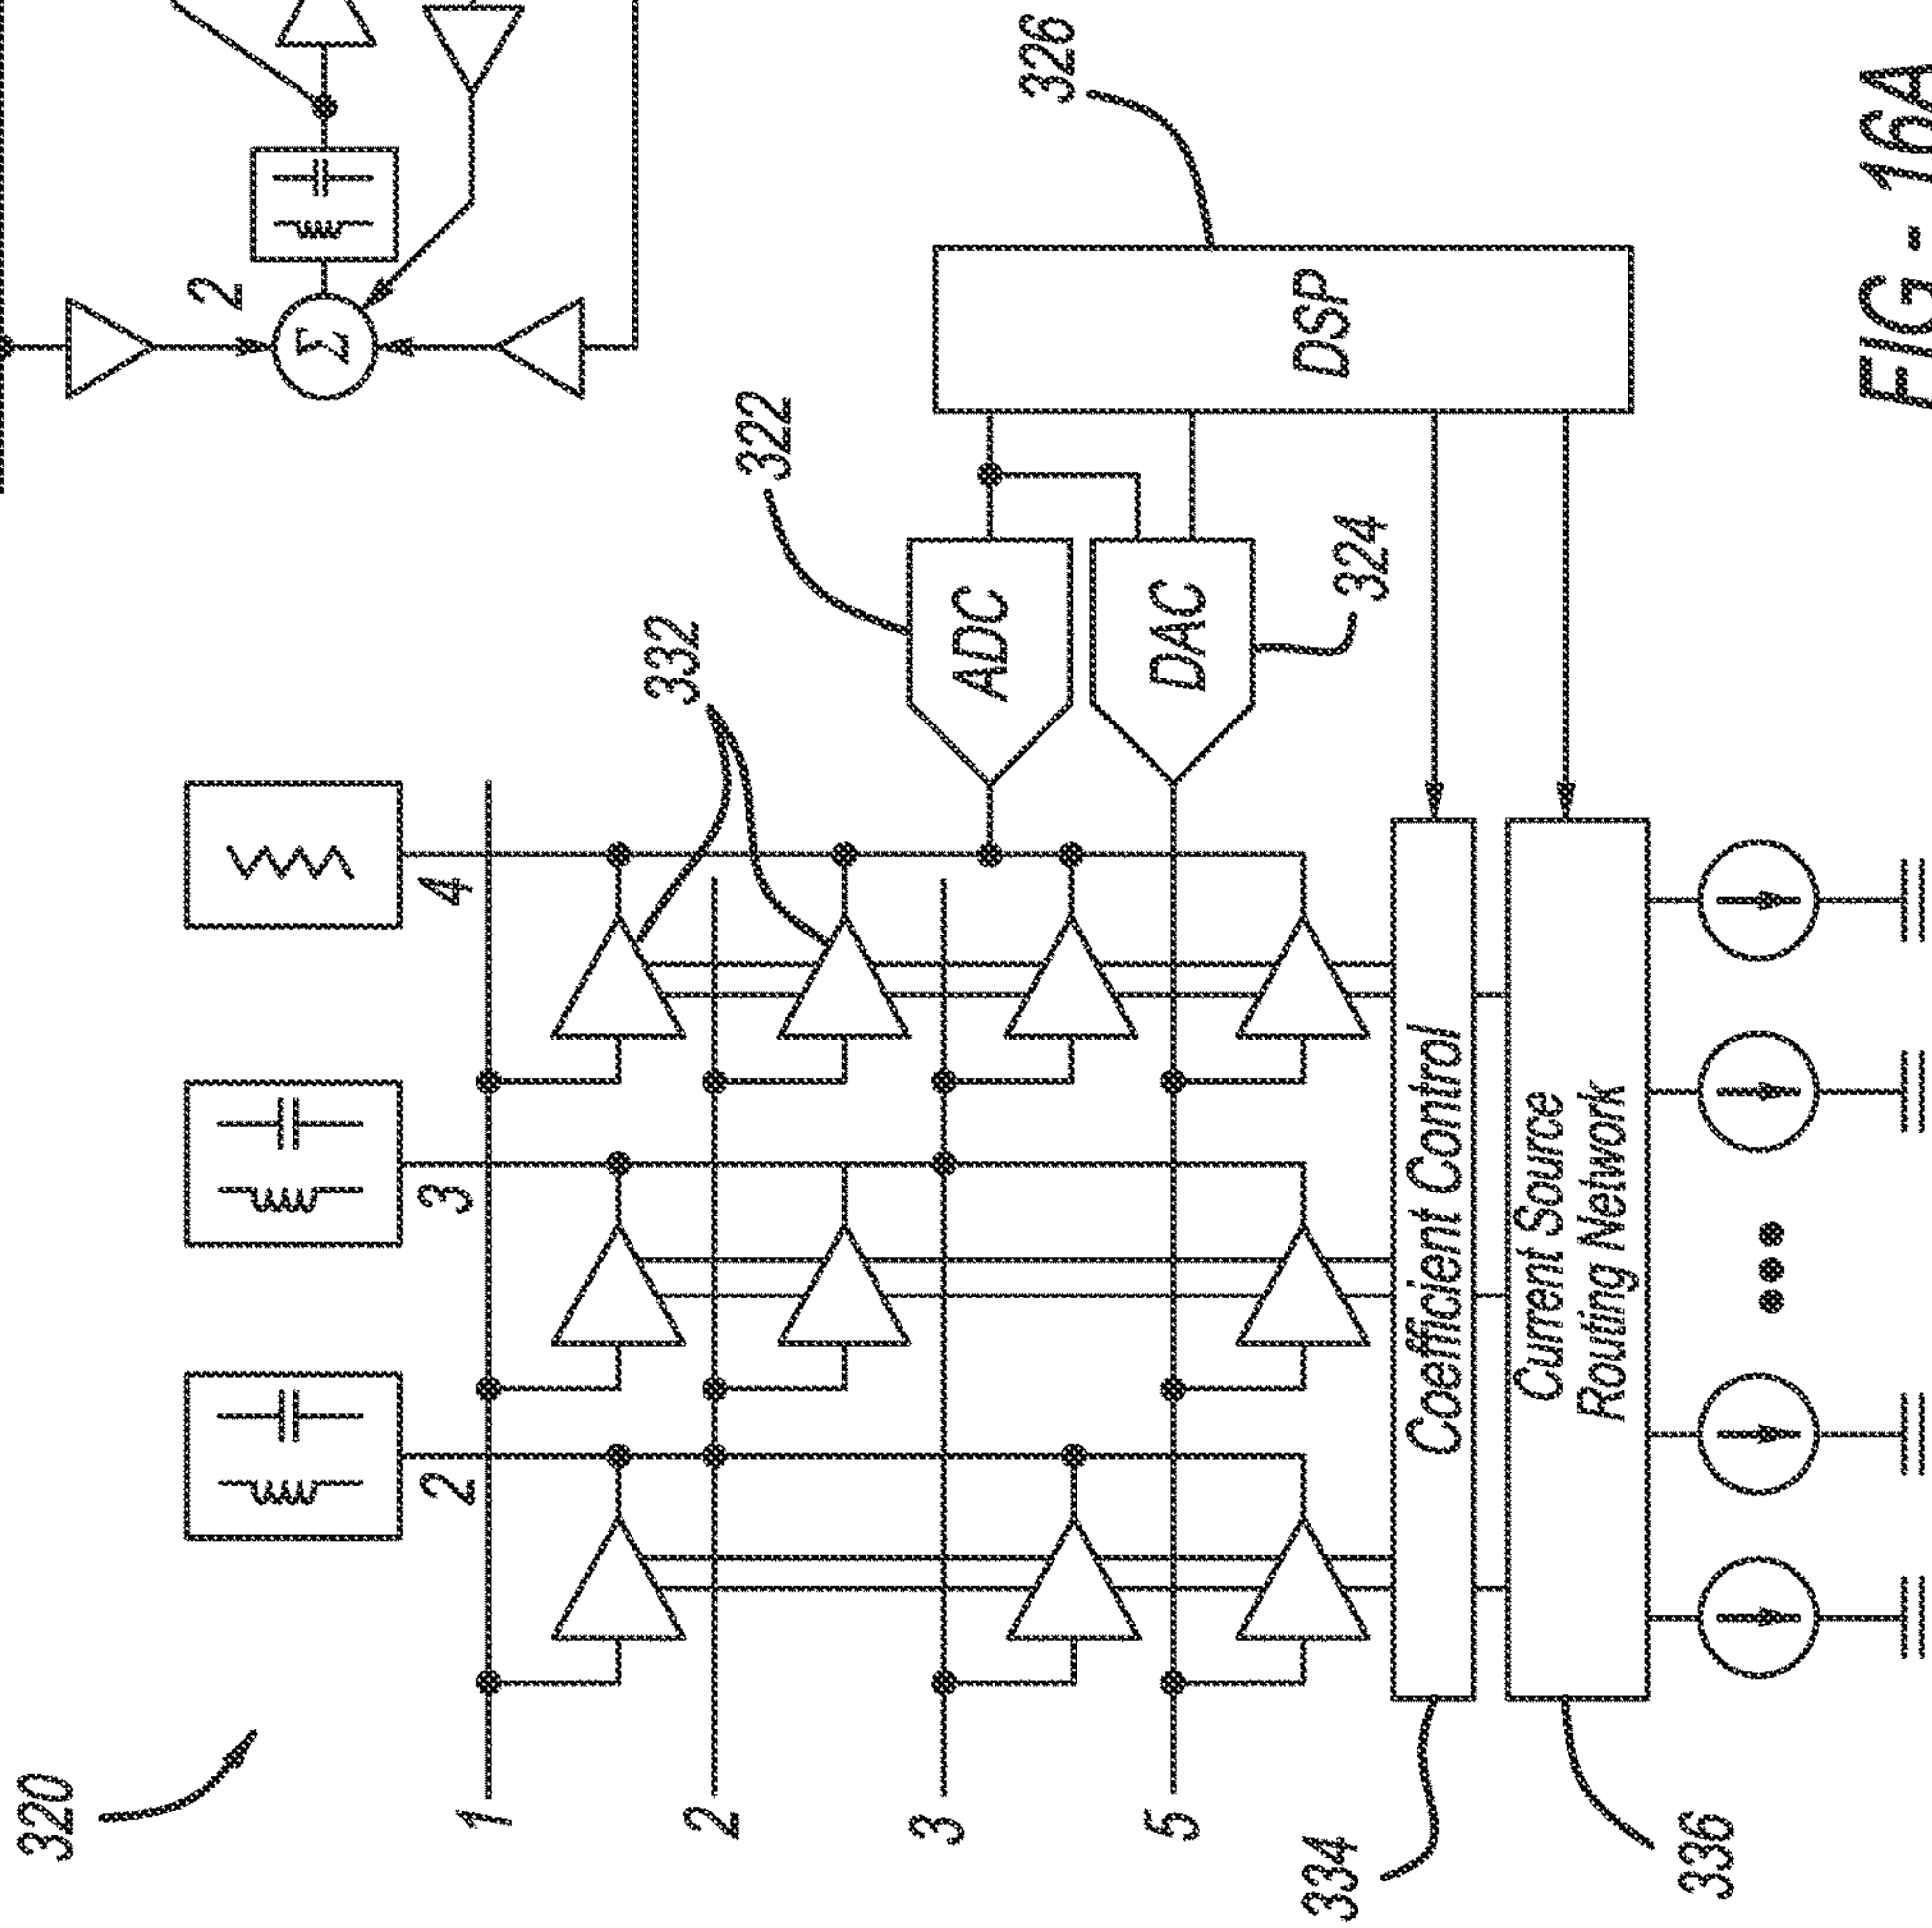 320
1
2
3
5
334
336
2
3
4
332
322
ADC
DAC
324
326
DSP
Coefficient Control
Current Source
Routing Network
2
Σ
FIG - 16A